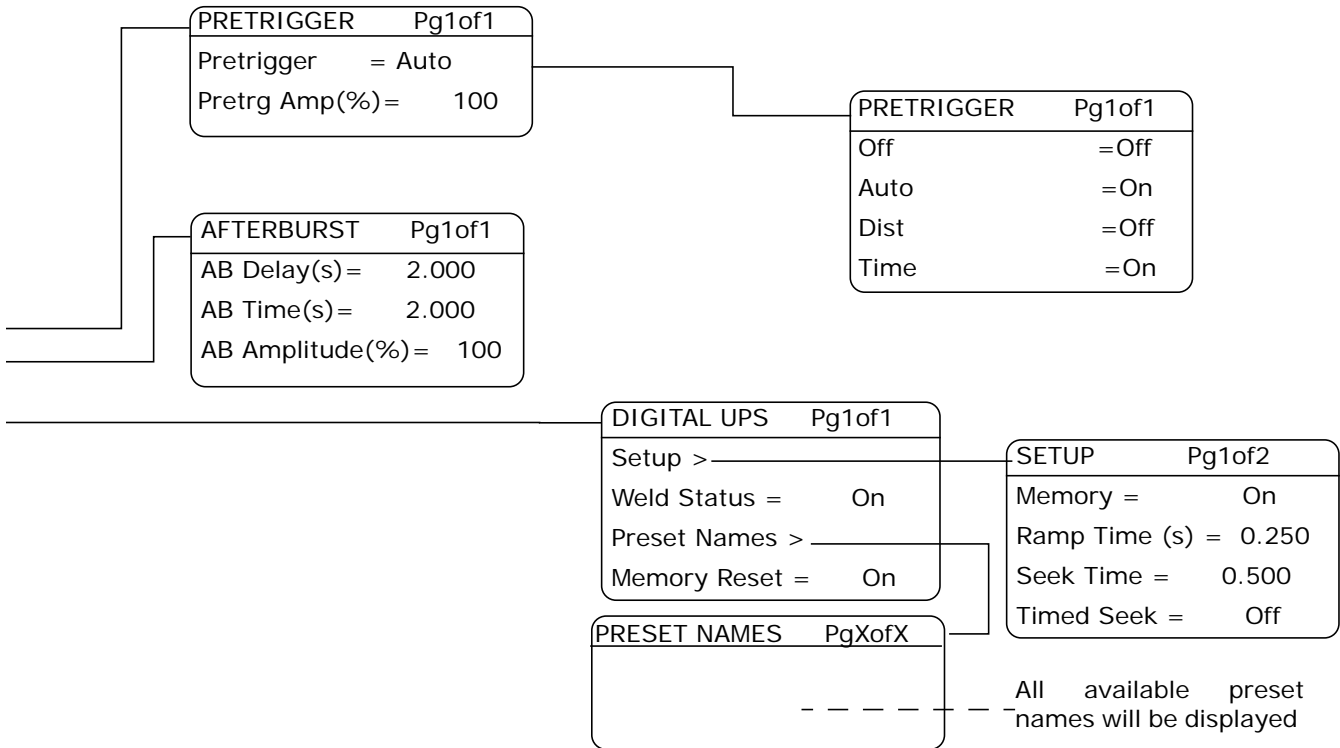 PRETRIGGER Pg1of1
Pretrigger = Auto
Pretrg Amp(%)= 100
PRETRIGGER Pg1of1
Off =Off
Auto =On
Dist =Off
Time =On
AFTERBURST Pg1of1
AB Delay(s)= 2.000
AB Time(s)= 2.000
AB Amplitude(%)= 100
DIGITAL UPS Pg1of1
Setup >
Weld Status = On
Preset Names >
Memory Reset = On
SETUP Pg1of2
Memory = On
Ramp Time (s) = 0.250
Seek Time = 0.500
Timed Seek = Off
PRESET NAMES PgXofX
All available preset
names will be displayed